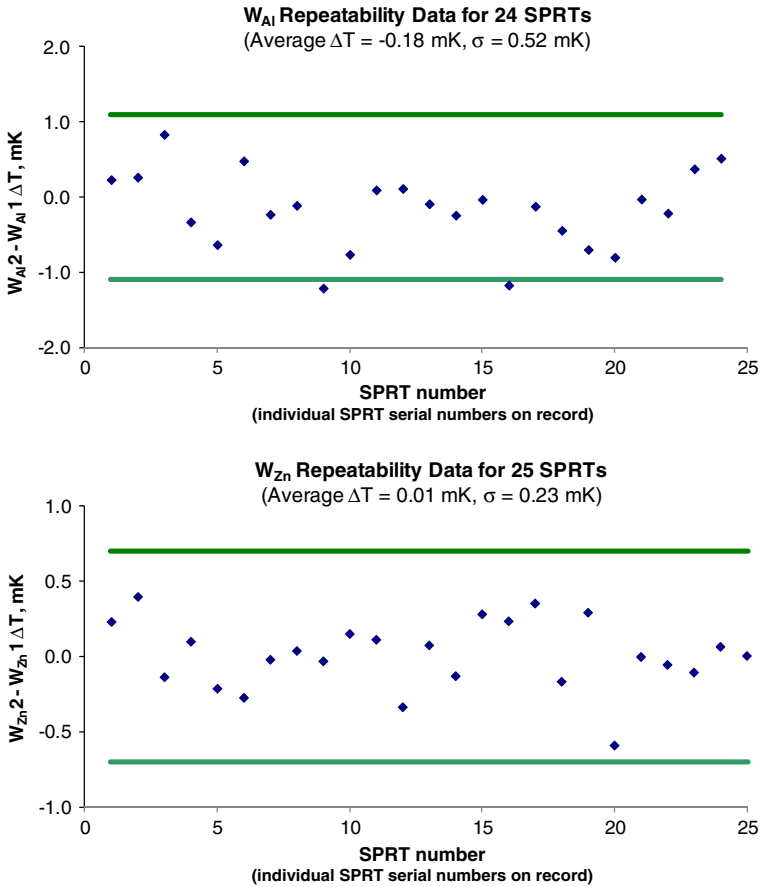 W_Al Repeatability Data for 24 SPRTs
(Average ΔT = -0.18 mK, σ = 0.52 mK)
2.0
1.0
0.0
-1.0
-2.0
W_Al2 - W_Al1 ΔT, mK
0 5 10 15 20 25
SPRT number
(individual SPRT serial numbers on record)
W_Zn Repeatability Data for 25 SPRTs
(Average ΔT = 0.01 mK, σ = 0.23 mK)
1.0
0.5
0.0
-0.5
-1.0
W_Zn2 - W_Zn1 ΔT, mK
0 5 10 15 20 25
SPRT number
(individual SPRT serial numbers on record)